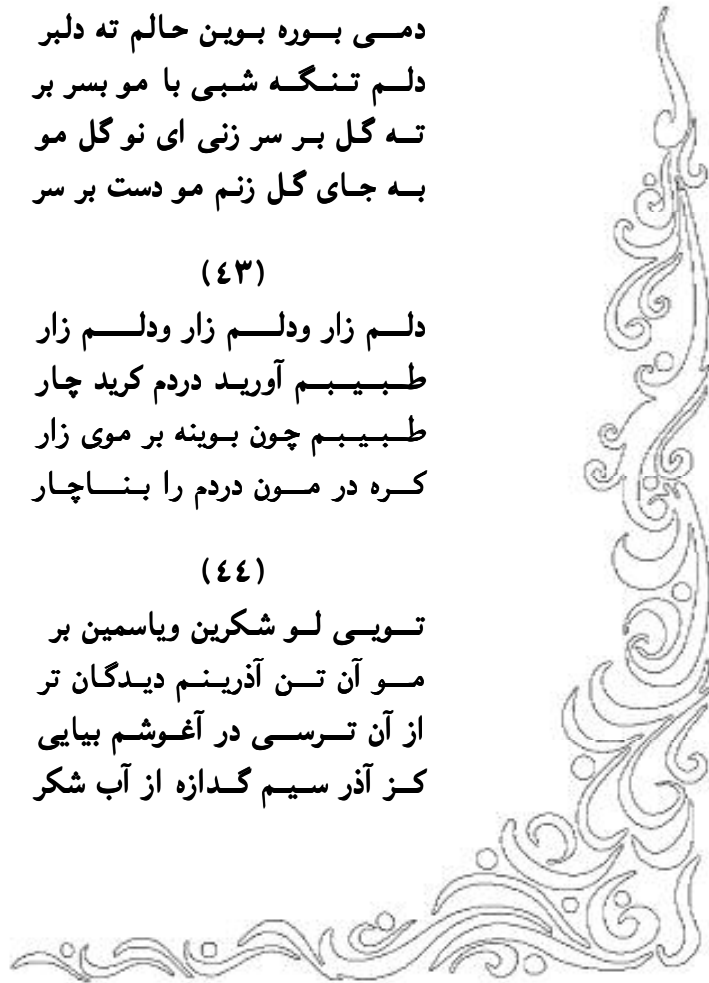 دمی بوره بوین حالم ته دلبر
دلم تنگه شبی با مو بسر بر
ته گل بر سر زنی ای نو گل مو
به جای گل زنم مو دست بر سر
(٤٣)
دلم زار ودلم زار ودلم زار
طبیبم آورید دردم کرید چار
طبیبم چون بوینه بر موی زار
کره در مون دردم را بناچار
(٤٤)
تویی لو شکرین ویاسمین بر
مو آن تن آذرینم دیدگان تر
از آن ترسی در آغوشم بیایی
کز آذر سیم گدازه از آب شکر